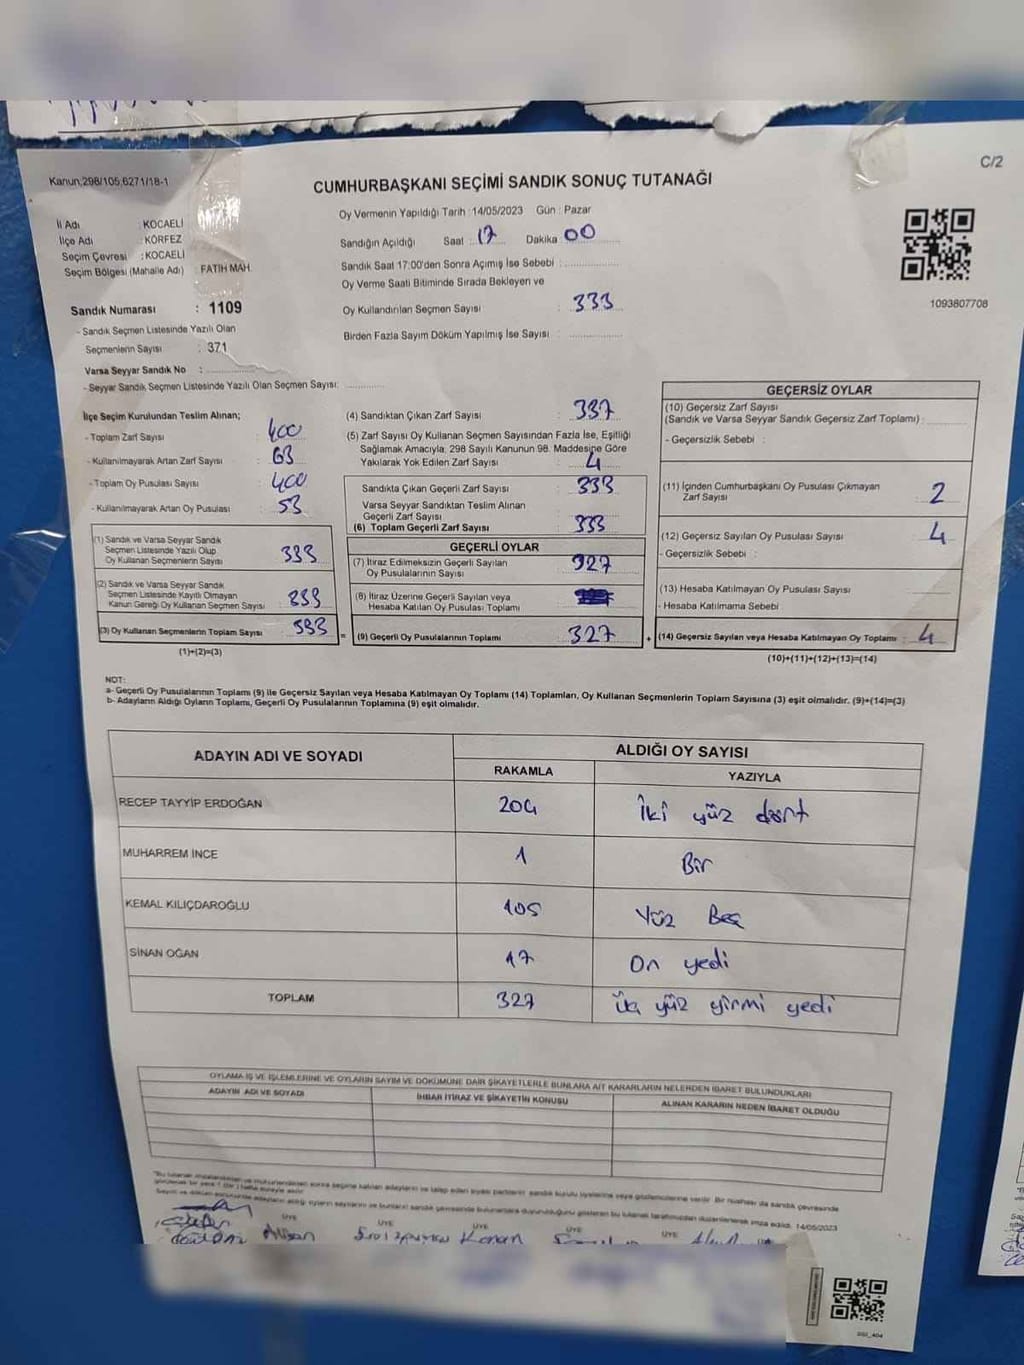 C/2
Kanun;298/105,6271/18-1
CUMHURBAŞKANI SEÇİMİ SANDIK SONUÇ TUTANAĞI
Oy Vermenin Yapıldığı Tarih :14/05/2023 Gün : Pazar
İl Adı : KOCAELİ
İlçe Adı : KÖRFEZ
Seçim Çevresi : KOCAELİ
Seçim Bölgesi (Mahalle Adı) : FATİH MAH.
Sandığın Açıldığı Saat : 17 Dakika : 00
Sandık Saat 17:00'den Sonra Açımış İse Sebebi :
Oy Verme Saati Bitiminde Sırada Bekleyen ve
Oy Kullandırılan Seçmen Sayısı : 333
Birden Fazla Sayım Döküm Yapılmış İse Sayısı :
1093807708
Sandık Numarası : 1109
- Sandık Seçmen Listesinde Yazılı Olan
Seçmenlerin Sayısı : 371
Varsa Seyyar Sandık No :
- Seyyar Sandık Seçmen Listesinde Yazılı Olan Seçmen Sayısı:
İlçe Seçim Kurulundan Teslim Alınan;
- Toplam Zarf Sayısı : 400
- Kullanılmayarak Artan Zarf Sayısı : 63
- Toplam Oy Pusulası Sayısı : 400
- Kullanılmayarak Artan Oy Pusulası : 53
(1) Sandık ve Varsa Seyyar Sandık
Seçmen Listesinde Yazılı Olup
Oy Kullanan Seçmenlerin Sayısı : 333
(2) Sandık ve Varsa Seyyar Sandık
Seçmen Listesinde Kayıtlı Olmayan
Kanun Gereği Oy Kullanan Seçmen Sayısı :
(3) Oy Kullanan Seçmenlerin Toplam Sayısı : 333
(1)+(2)=(3)
(4) Sandıktan Çıkan Zarf Sayısı : 337
(5) Zarf Sayısı Oy Kullanan Seçmen Sayısından Fazla İse, Eşitliği
Sağlamak Amacıyla, 298 Sayılı Kanunun 98. Maddesine Göre
Yakılarak Yok Edilen Zarf Sayısı : 4
Sandıkta Çıkan Geçerli Zarf Sayısı : 333
Varsa Seyyar Sandıktan Teslim Alınan
Geçerli Zarf Sayısı :
(6) Toplam Geçerli Zarf Sayısı : 333
GEÇERLİ OYLAR
(7) İtiraz Edilmeksizin Geçerli Sayılan
Oy Pusulalarının Sayısı : 327
(8) İtiraz Üzerine Geçerli Sayılan veya
Hesaba Katılan Oy Pusulası Toplamı :
= (9) Geçerli Oy Pusulalarının Toplamı : 327
GEÇERSİZ OYLAR
(10) Geçersiz Zarf Sayısı
(Sandık ve Varsa Seyyar Sandık Geçersiz Zarf Toplamı) :
- Geçersizlik Sebebi :
(11) İçinden Cumhurbaşkanı Oy Pusulası Çıkmayan
Zarf Sayısı : 2
(12) Geçersiz Sayılan Oy Pusulası Sayısı : 4
- Geçersizlik Sebebi :
(13) Hesaba Katılmayan Oy Pusulası Sayısı :
- Hesaba Katılmama Sebebi :
+ (14) Geçersiz Sayılan veya Hesaba Katılmayan Oy Toplamı : 4
(10)+(11)+(12)+(13)=(14)
NOT:
a- Geçerli Oy Pusulalarının Toplamı (9) ile Geçersiz Sayılan veya Hesaba Katılmayan Oy Toplamı (14) Toplamları, Oy Kullanan Seçmenlerin Toplam Sayısına (3) eşit olmalıdır. (9)+(14)=(3)
b- Adayların Aldığı Oyların Toplamı, Geçerli Oy Pusulalarının Toplamına (9) eşit olmalıdır.
ADAYIN ADI VE SOYADI ALDIĞI OY SAYISI
RAKAMLA YAZIYLA
RECEP TAYYİP ERDOĞAN 204 İki yüz dört
MUHARREM İNCE 1 Bir
KEMAL KILIÇDAROĞLU 105 Yüz Beş
SİNAN OĞAN 17 On yedi
TOPLAM 327 Üç yüz yirmi yedi
OYLAMA İŞ VE İŞLEMLERİNE VE OYLARIN SAYIM VE DÖKÜMÜNE DAİR ŞİKAYETLERLE BUNLARA AİT KARARLARIN NELERDEN İBARET BULUNDUKLARI
ADAYIN ADI VE SOYADI İHBAR İTİRAZ VE ŞİKAYETİN KONUSU ALINAN KARARIN NEDEN İBARET OLDUĞU
ÜYE ÜYE ÜYE ÜYE ÜYE